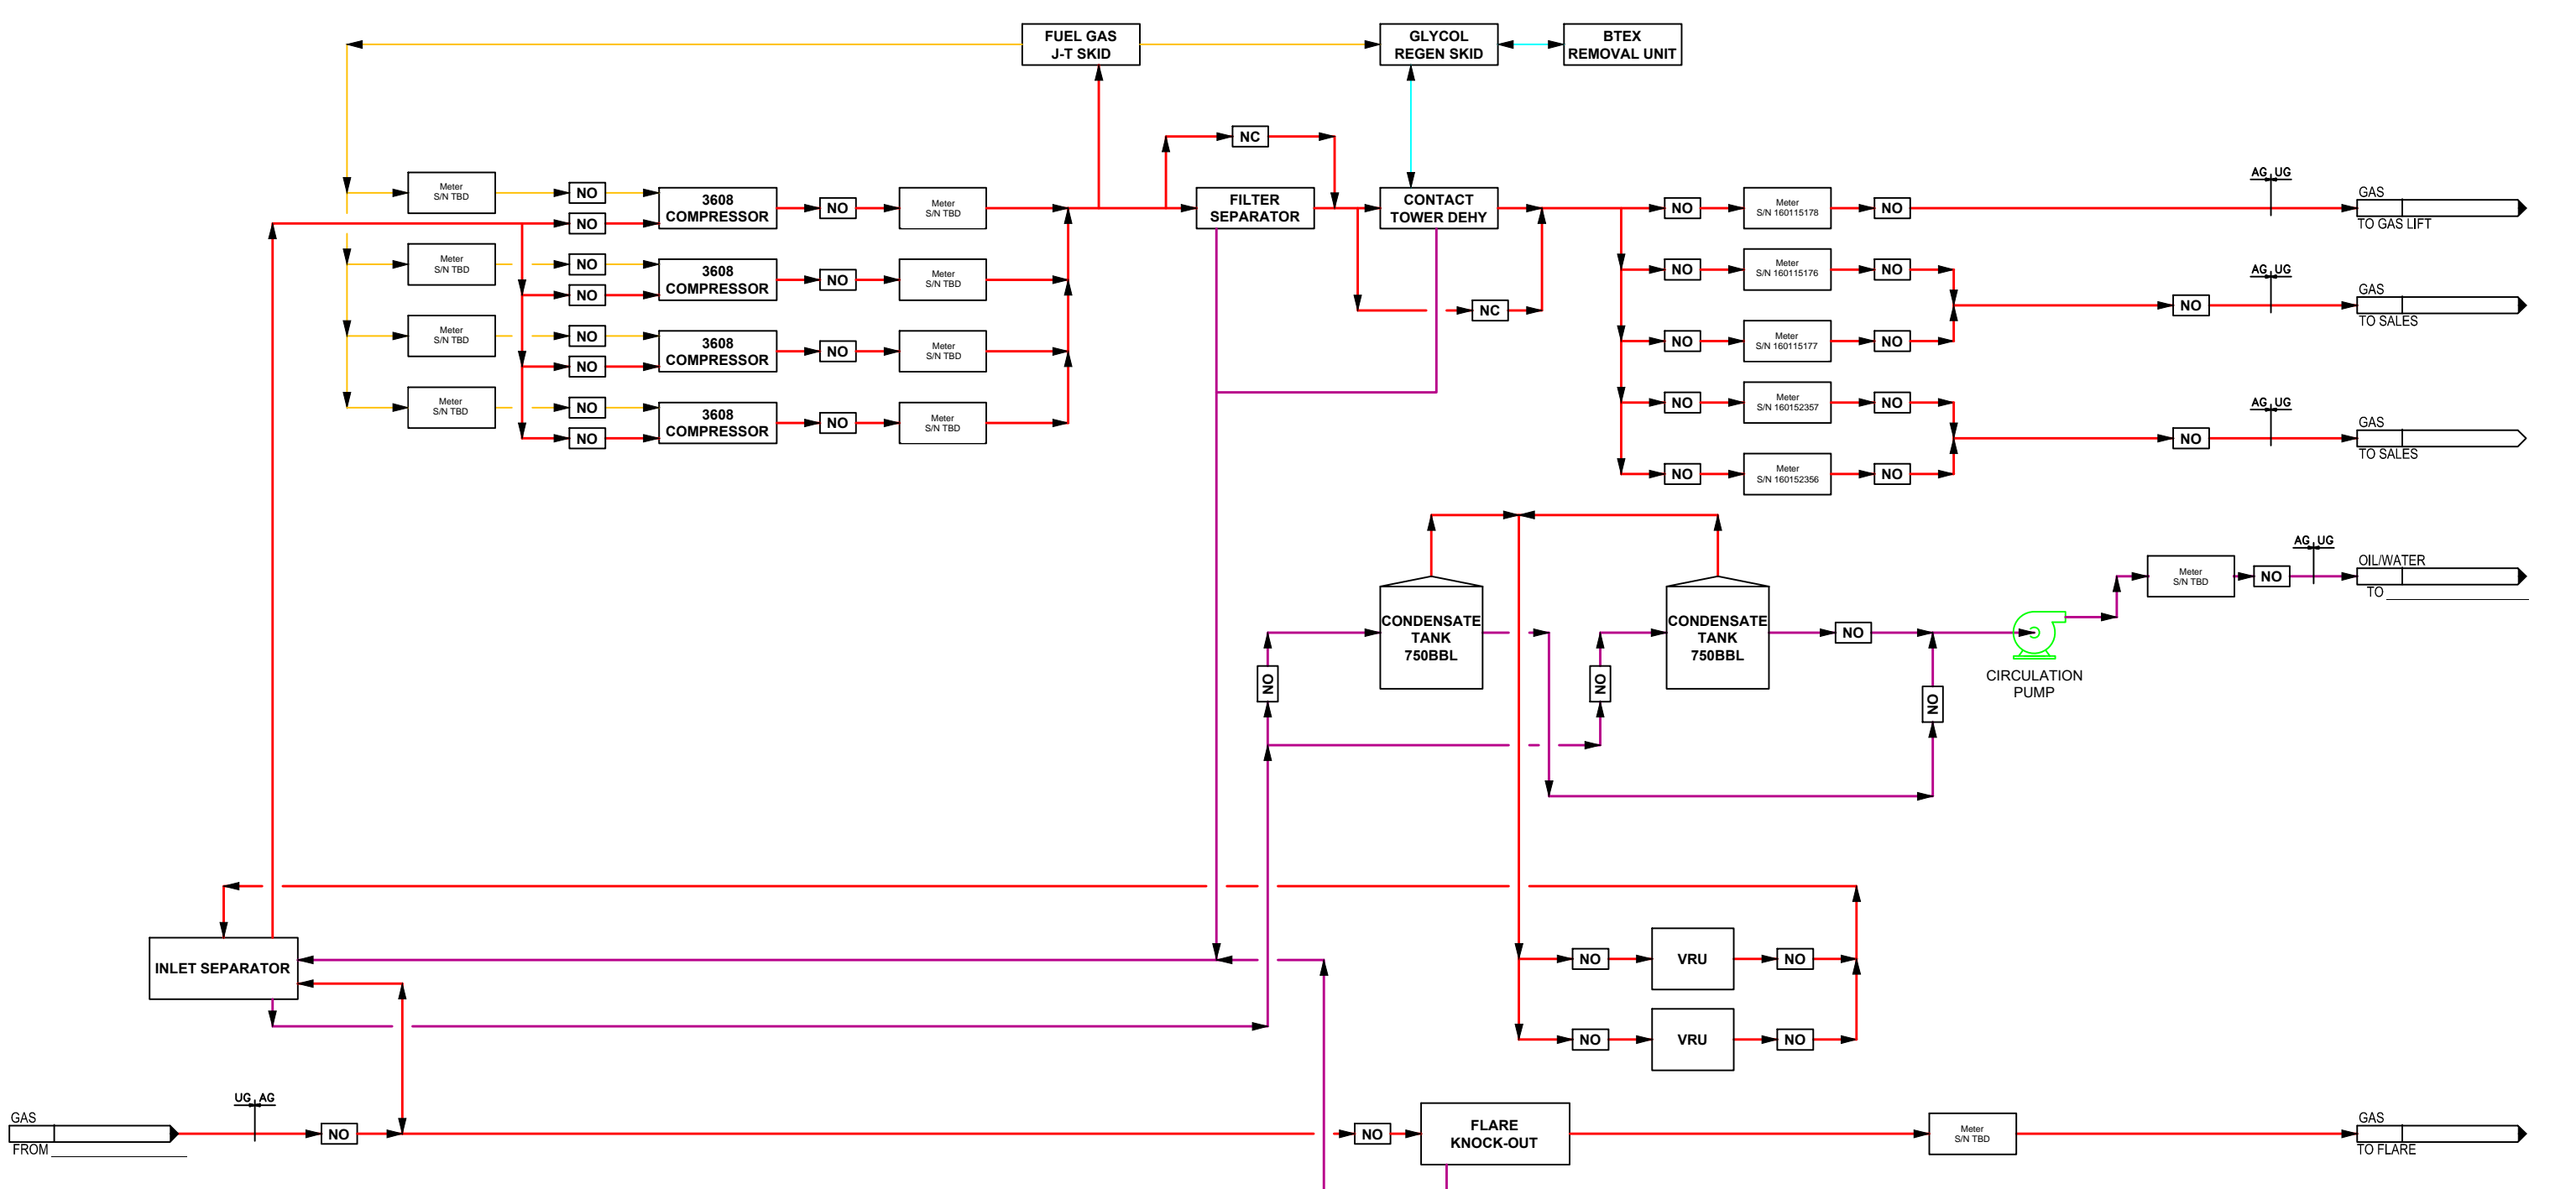 FUEL GAS
J-T SKID
GLYCOL
REGEN SKID
BTEX
REMOVAL UNIT
NC
Meter
S/N TBD
NO
NO
3608
COMPRESSOR
NO
Meter
S/N TBD
FILTER
SEPARATOR
CONTACT
TOWER DEHY
NO
Meter
S/N 160115178
NO
AG UG
GAS
TO GAS LIFT
Meter
S/N TBD
NO
NO
3608
COMPRESSOR
NO
Meter
S/N TBD
NO
Meter
S/N 160115176
NO
AG UG
GAS
TO SALES
NO
NC
Meter
S/N TBD
NO
NO
3608
COMPRESSOR
NO
Meter
S/N TBD
NO
Meter
S/N 160115177
NO
Meter
S/N TBD
NO
NO
3608
COMPRESSOR
NO
Meter
S/N TBD
NO
Meter
S/N 160152357
NO
AG UG
GAS
TO SALES
NO
NO
Meter
S/N 160152356
NO
CONDENSATE
TANK
750BBL
CONDENSATE
TANK
750BBL
NO
NO
NO
NO
CIRCULATION
PUMP
Meter
S/N TBD
NO
AG UG
OIL/WATER
TO
INLET SEPARATOR
NO
VRU
NO
NO
VRU
NO
GAS
FROM
UG AG
NO
NO
FLARE
KNOCK-OUT
Meter
S/N TBD
GAS
TO FLARE